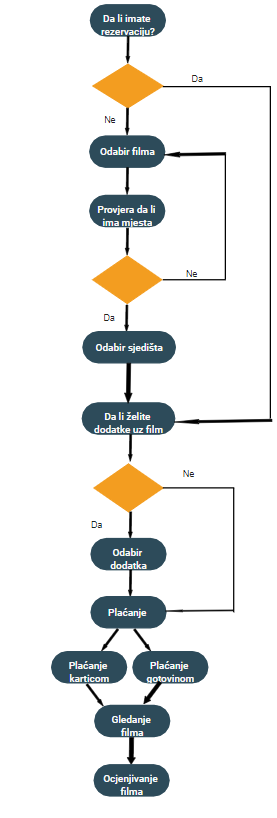 Da li imate
rezervaciju?
Da
Ne
Odabir filma
Provjera da li
ima mjesta
Ne
Da
Odabir sjedišta
Da li želite
dodatke uz film
Ne
Da
Odabir
dodatka
Plaćanje
Plaćanje
karticom
Plaćanje
gotovinom
Gledanje
filma
Ocjenjivanje
filma